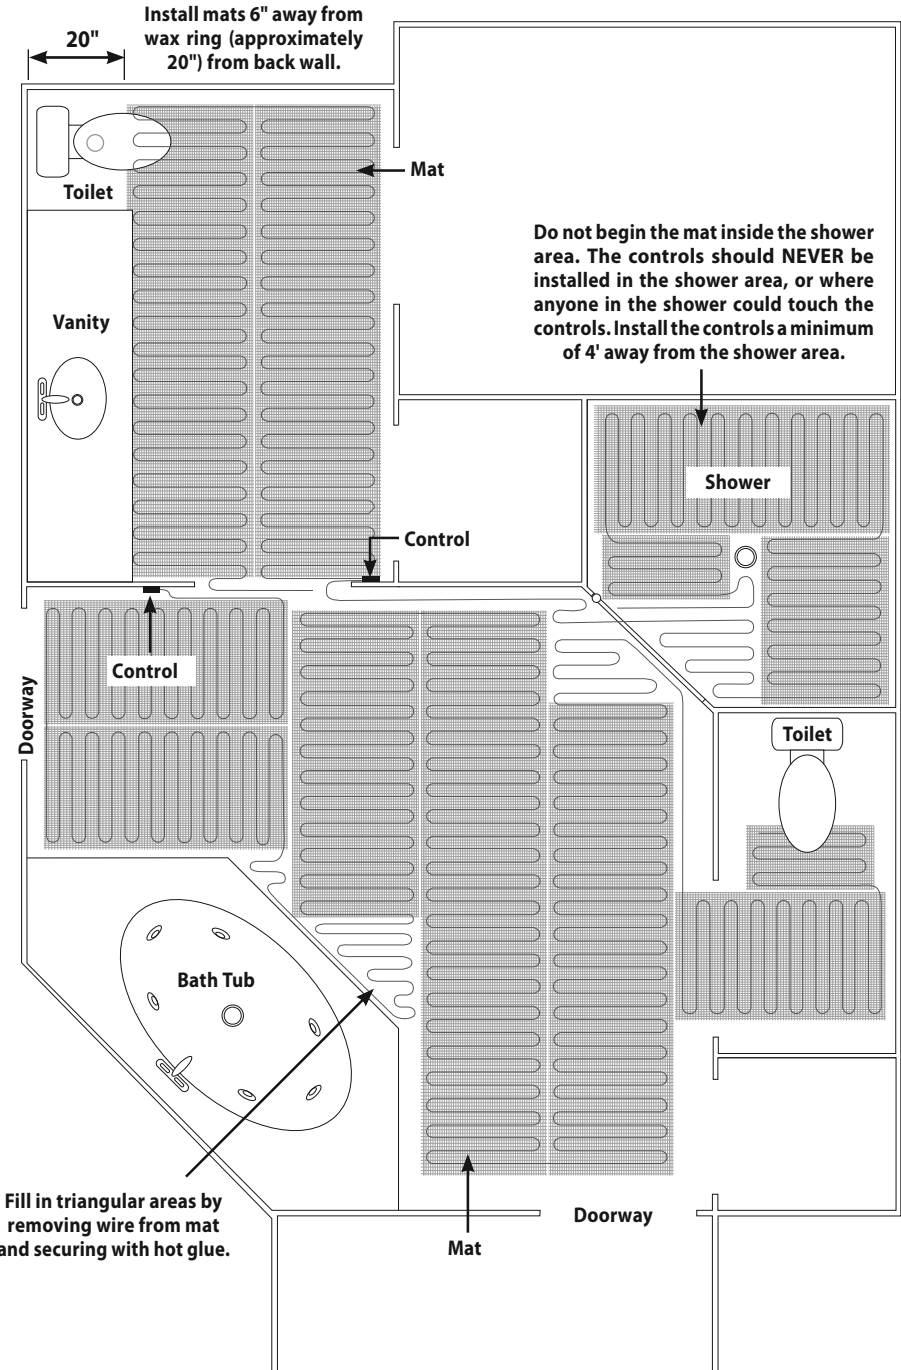 Install mats 6" away from
wax ring (approximately
20") from back wall.
20"
Mat
Toilet
Do not begin the mat inside the shower
area. The controls should NEVER be
installed in the shower area, or where
anyone in the shower could touch the
controls. Install the controls a minimum
of 4' away from the shower area.
Vanity
Shower
Control
Control
Doorway
Toilet
Bath Tub
Fill in triangular areas by
removing wire from mat
and securing with hot glue.
Doorway
Mat